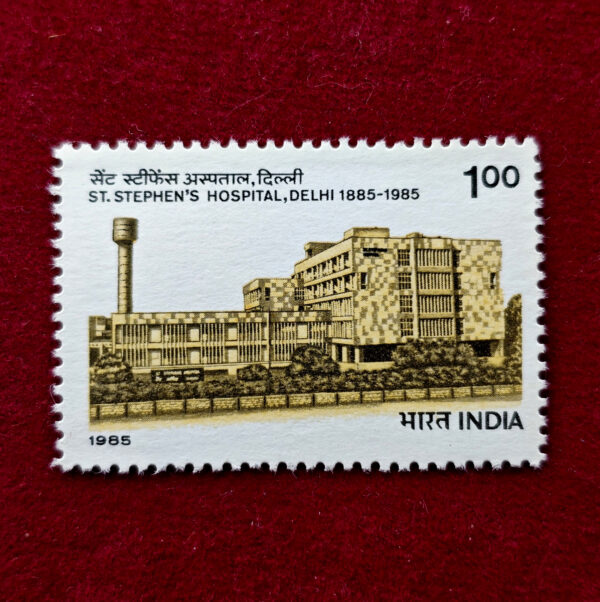 सेंट स्टीफेंस अस्पताल, दिल्ली
1.00
ST. STEPHEN'S HOSPITAL, DELHI 1885-1985
भारत INDIA
1985